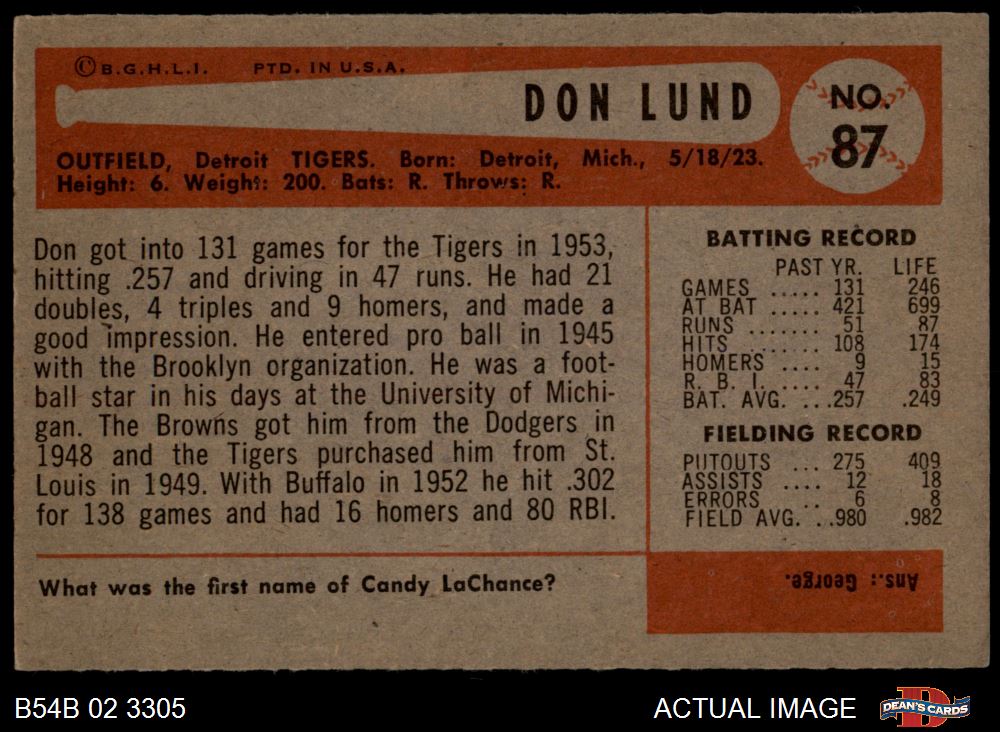 ©B.G.H.L.I. PTD. IN U.S.A.
DON LUND
NO.
87
OUTFIELD, Detroit TIGERS. Born: Detroit, Mich., 5/18/23.
Height: 6. Weight: 200. Bats: R. Throws: R.
Don got into 131 games for the Tigers in 1953,
hitting .257 and driving in 47 runs. He had 21
doubles, 4 triples and 9 homers, and made a
good impression. He entered pro ball in 1945
with the Brooklyn organization. He was a foot-
ball star in his days at the University of Michi-
gan. The Browns got him from the Dodgers in
1948 and the Tigers purchased him from St.
Louis in 1949. With Buffalo in 1952 he hit .302
for 138 games and had 16 homers and 80 RBI.
BATTING RECORD
PAST YR. LIFE
GAMES ..... 131 246
AT BAT ..... 421 699
RUNS ....... 51 87
HITS ....... 108 174
HOMERS .... 9 15
R. B. I. .... 47 83
BAT. AVG. ...257 .249
FIELDING RECORD
PUTOUTS ... 275 409
ASSISTS .... 12 18
ERRORS .. 6 8
FIELD AVG. ..980 .982
What was the first name of Candy LaChance?
Ans.: George.
B54B 02 3305
ACTUAL IMAGE
D
DEAN'S CARDS